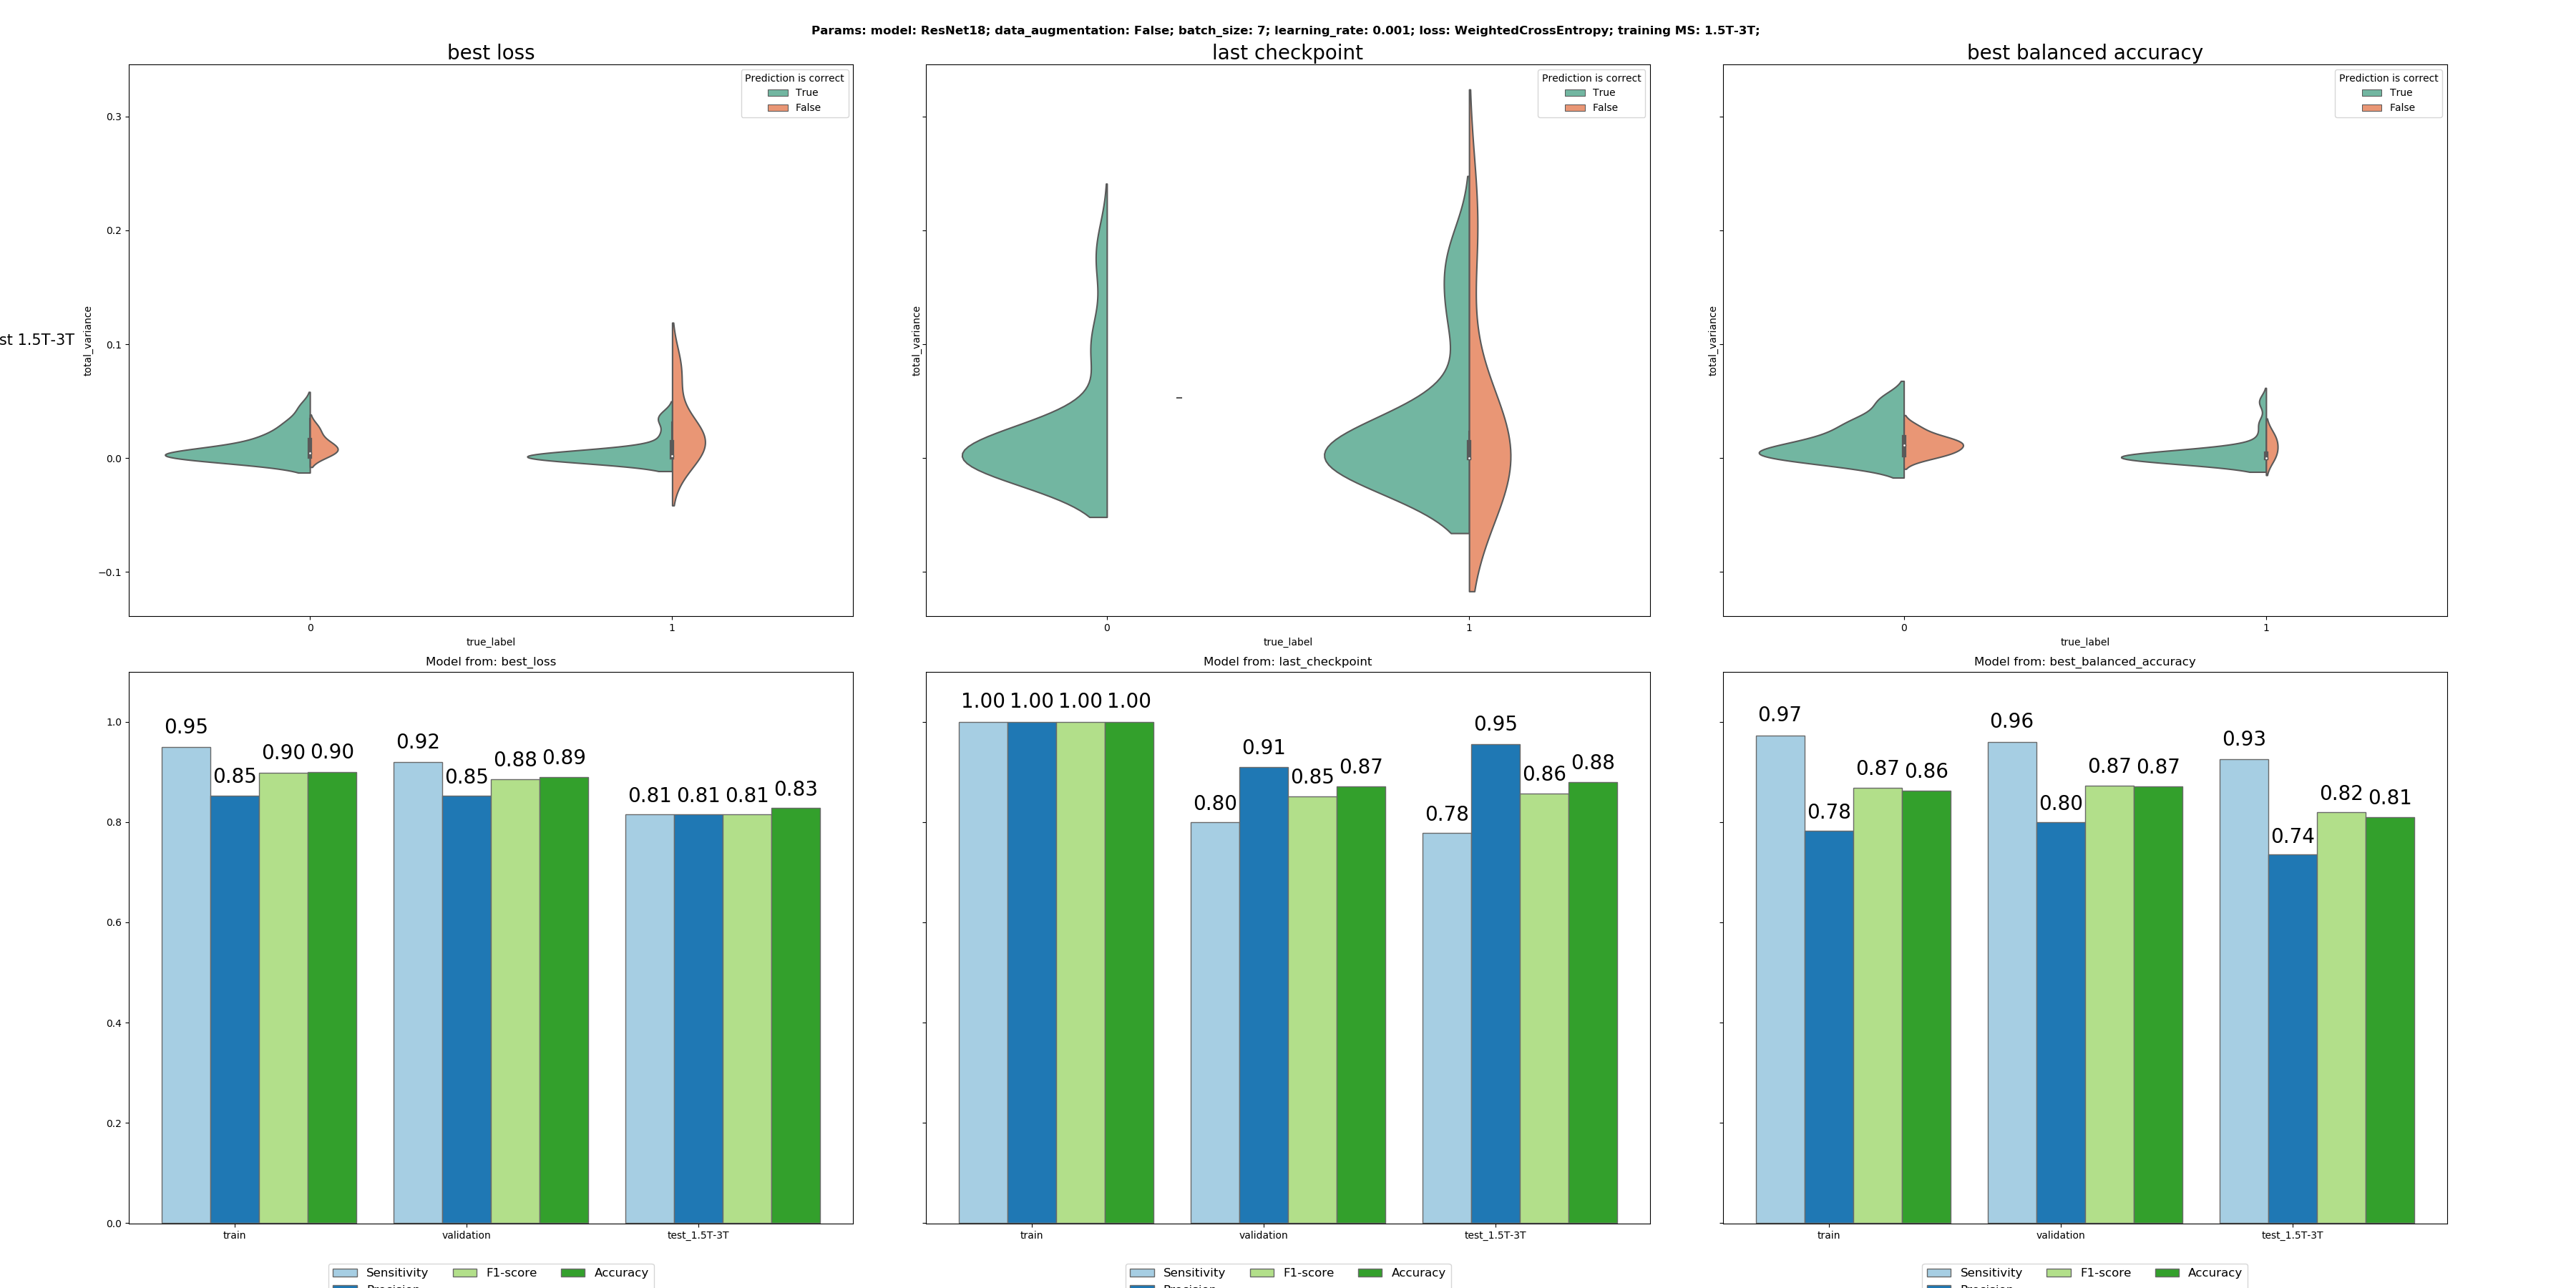 Params: model: ResNet18; data_augmentation: False; batch_size: 7; learning_rate: 0.001; loss: WeightedCrossEntropy; training MS: 1.5T-3T;
best loss
last checkpoint
best balanced accuracy
Prediction is correct
True
False
Prediction is correct
True
False
Prediction is correct
True
False
0.3
0.2
0.1
0.0
−0.1
st 1.5T-3T
total_variance
total_variance
total_variance
0 1
0 1
0 1
true_label
true_label
true_label
Model from: best_loss
1.0
0.8
0.6
0.4
0.2
0.0
0.95 0.85 0.90 0.90
0.92 0.85 0.88 0.89
0.81 0.81 0.81 0.83
train validation test_1.5T-3T
Sensitivity F1-score Accuracy
Precision
Model from: last_checkpoint
1.00 1.00 1.00 1.00
0.80 0.91 0.85 0.87
0.78 0.95 0.86 0.88
train validation test_1.5T-3T
Sensitivity F1-score Accuracy
Precision
Model from: best_balanced_accuracy
0.97 0.78 0.87 0.86
0.96 0.80 0.87 0.87
0.93 0.74 0.82 0.81
train validation test_1.5T-3T
Sensitivity F1-score Accuracy
Precision